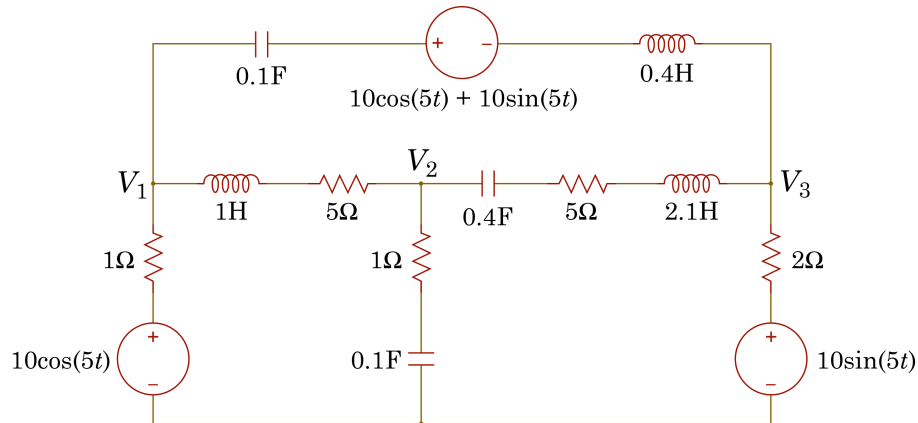 + −
0.1F
0.4H
10cos(5t) + 10sin(5t)
V₁
V₂
V₃
1H
5Ω
0.4F
5Ω
2.1H
1Ω
1Ω
2Ω
+
+
10cos(5t)
0.1F
10sin(5t)
−
−